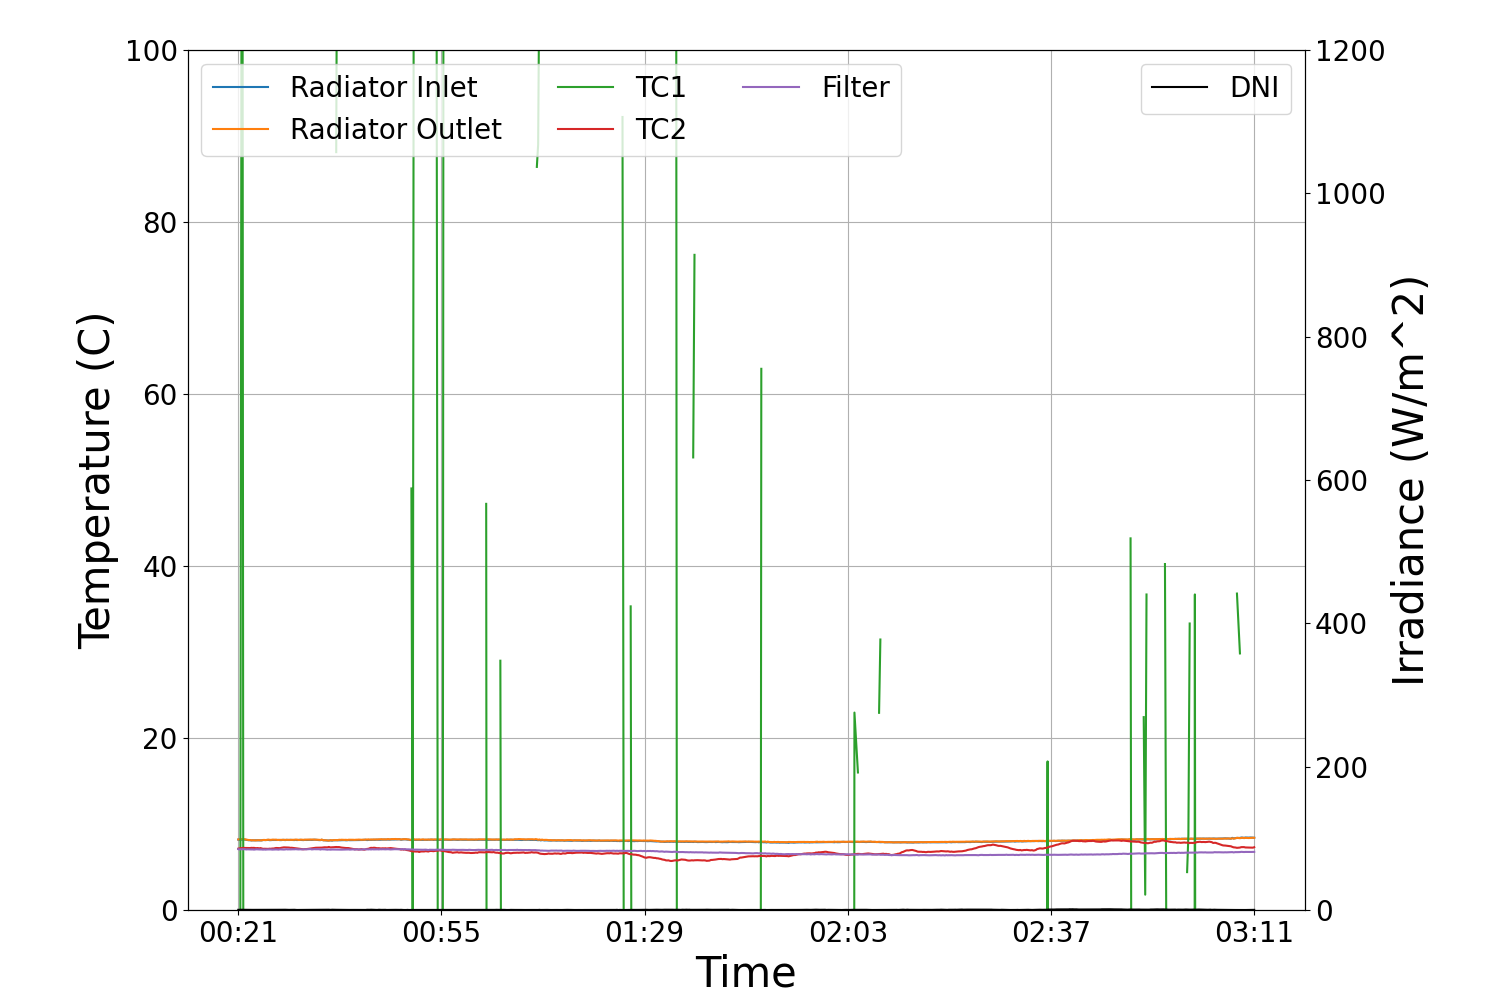 Radiator Inlet
Radiator Outlet
TC1
TC2
Filter
DNI
Temperature (C)
100
80
60
40
20
0
Irradiance (W/m^2)
1200
1000
800
600
400
200
0
00:21
00:55
01:29
02:03
02:37
03:11
Time